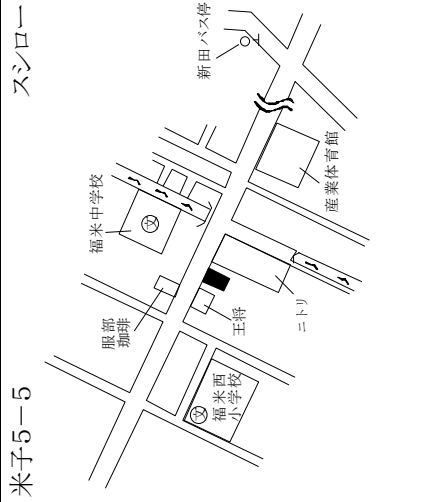 米子5－5
スシロー
新田バス停
福米中学校
文
産業体育館
服部
珈琲
ニトリ
王将
文
福米西
小学校